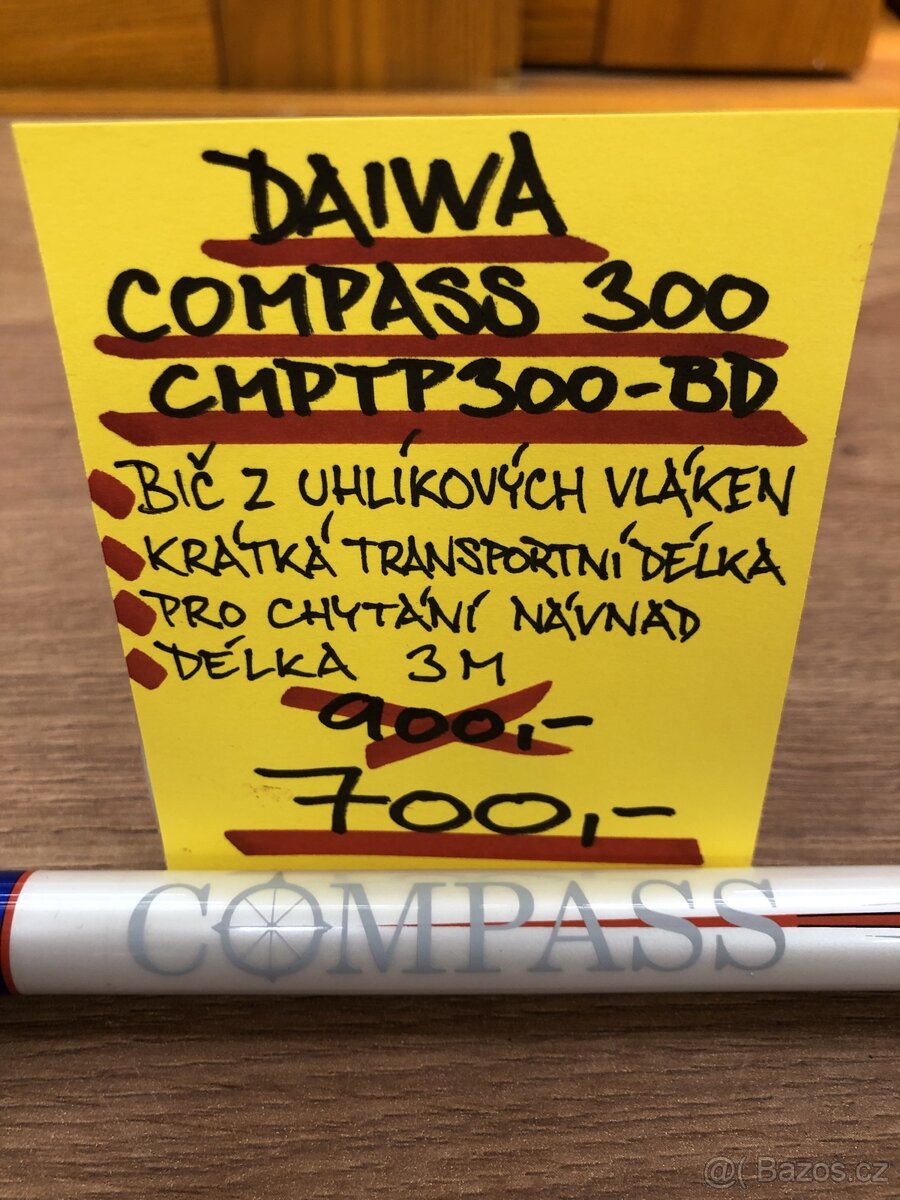 DAIWA
COMPASS 300
CMPTP300-BD
BIČ Z UHLÍKOVÝCH VLÁKEN
KRÁTKÁ TRANSPORTNÍ DÉLKA
PRO CHYTÁNÍ NÁVNAD
DÉLKA 3M
900,-
700,-
COMPASS
@( Bazos.cz